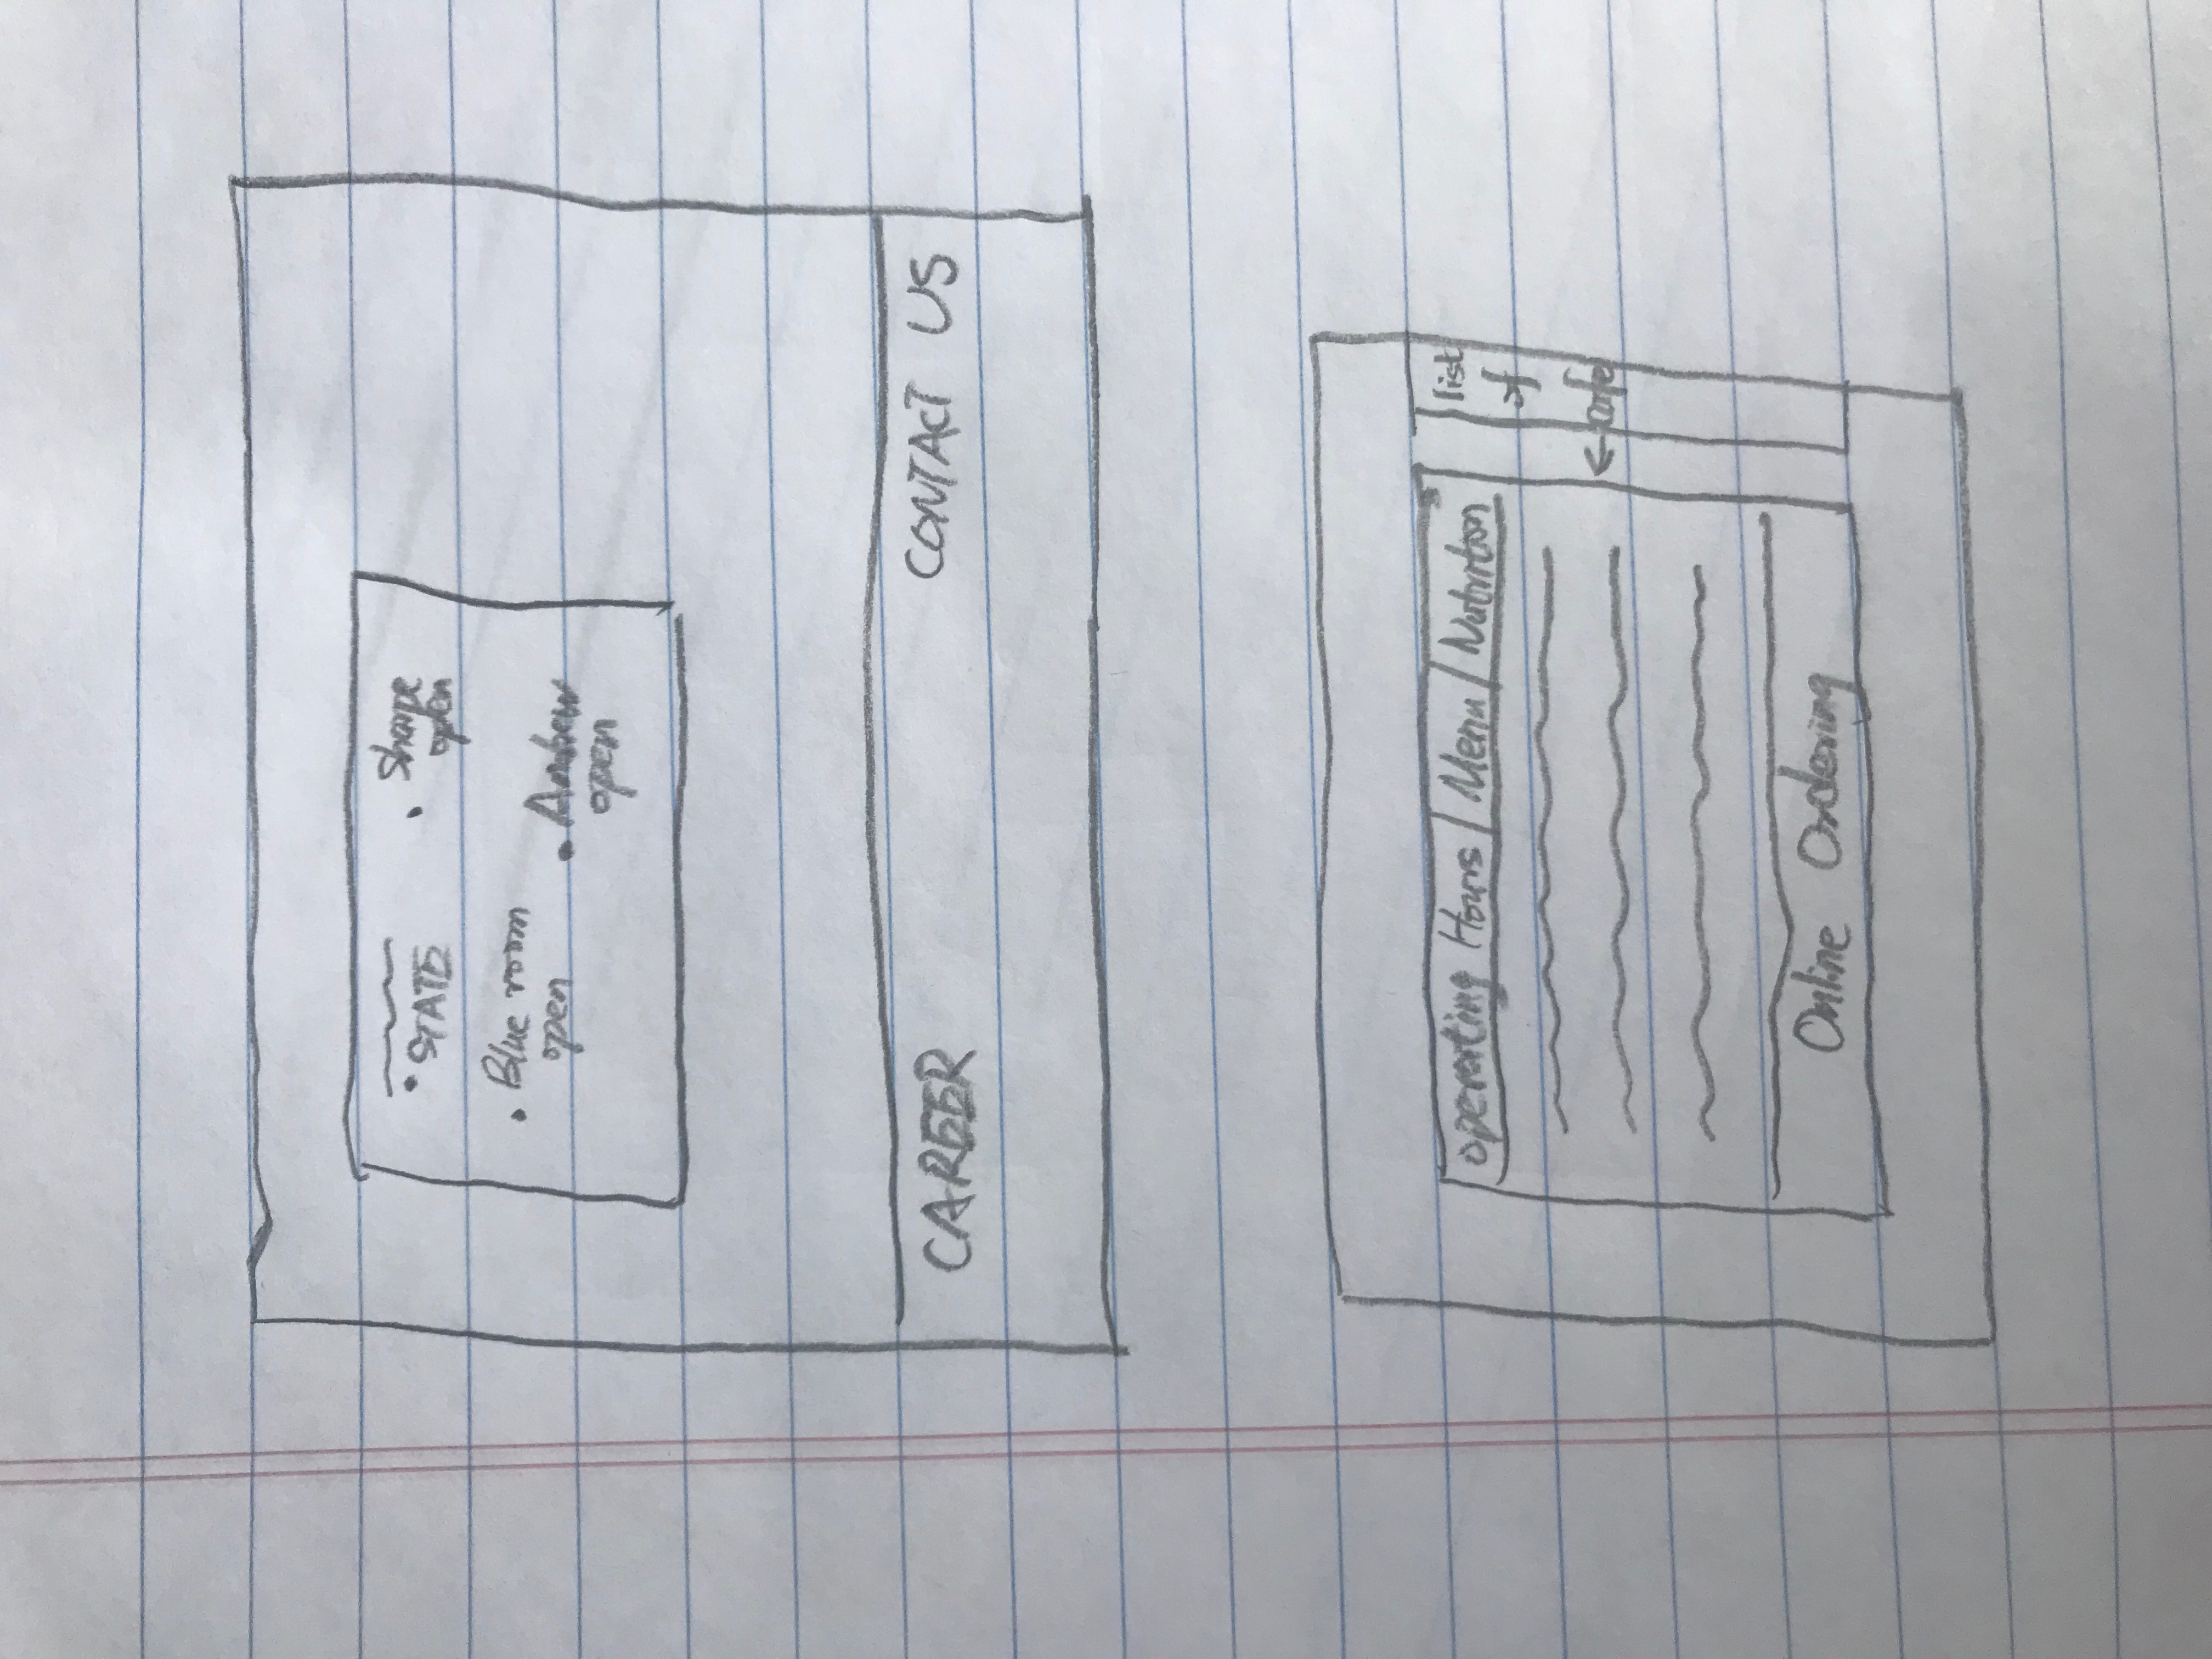 • STATE
• Sharpe
open
• Blue room
open
• Andrew
open
CAREER
CONTACT US
operating Hours | Menu | Nutrition
list
of
← cafe
Online Ordering